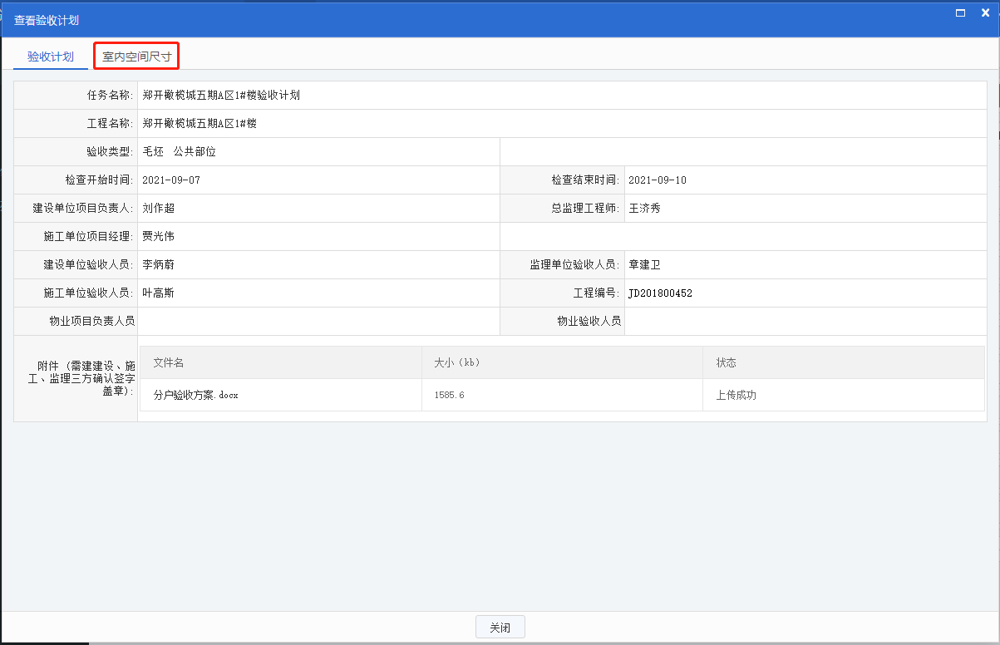 查看验收计划
验收计划 室内空间尺寸
任务名称: 郑开橄榄城五期A区1#楼验收计划
工程名称: 郑开橄榄城五期A区1#楼
验收类型: 毛坯 公共部位
检查开始时间: 2021-09-07 检查结束时间: 2021-09-10
建设单位项目负责人: 刘作超 总监理工程师: 王济秀
施工单位项目经理: 贾光伟
建设单位验收人员: 李炳蔚 监理单位验收人员: 章建卫
施工单位验收人员: 叶高斯 工程编号: JD201800452
物业项目负责人员 物业验收人员
附件 (需建建设、施
工、监理三方确认签字
盖章):
文件名 大小（kb） 状态
分户验收方案.docx 1585.6 上传成功
关闭